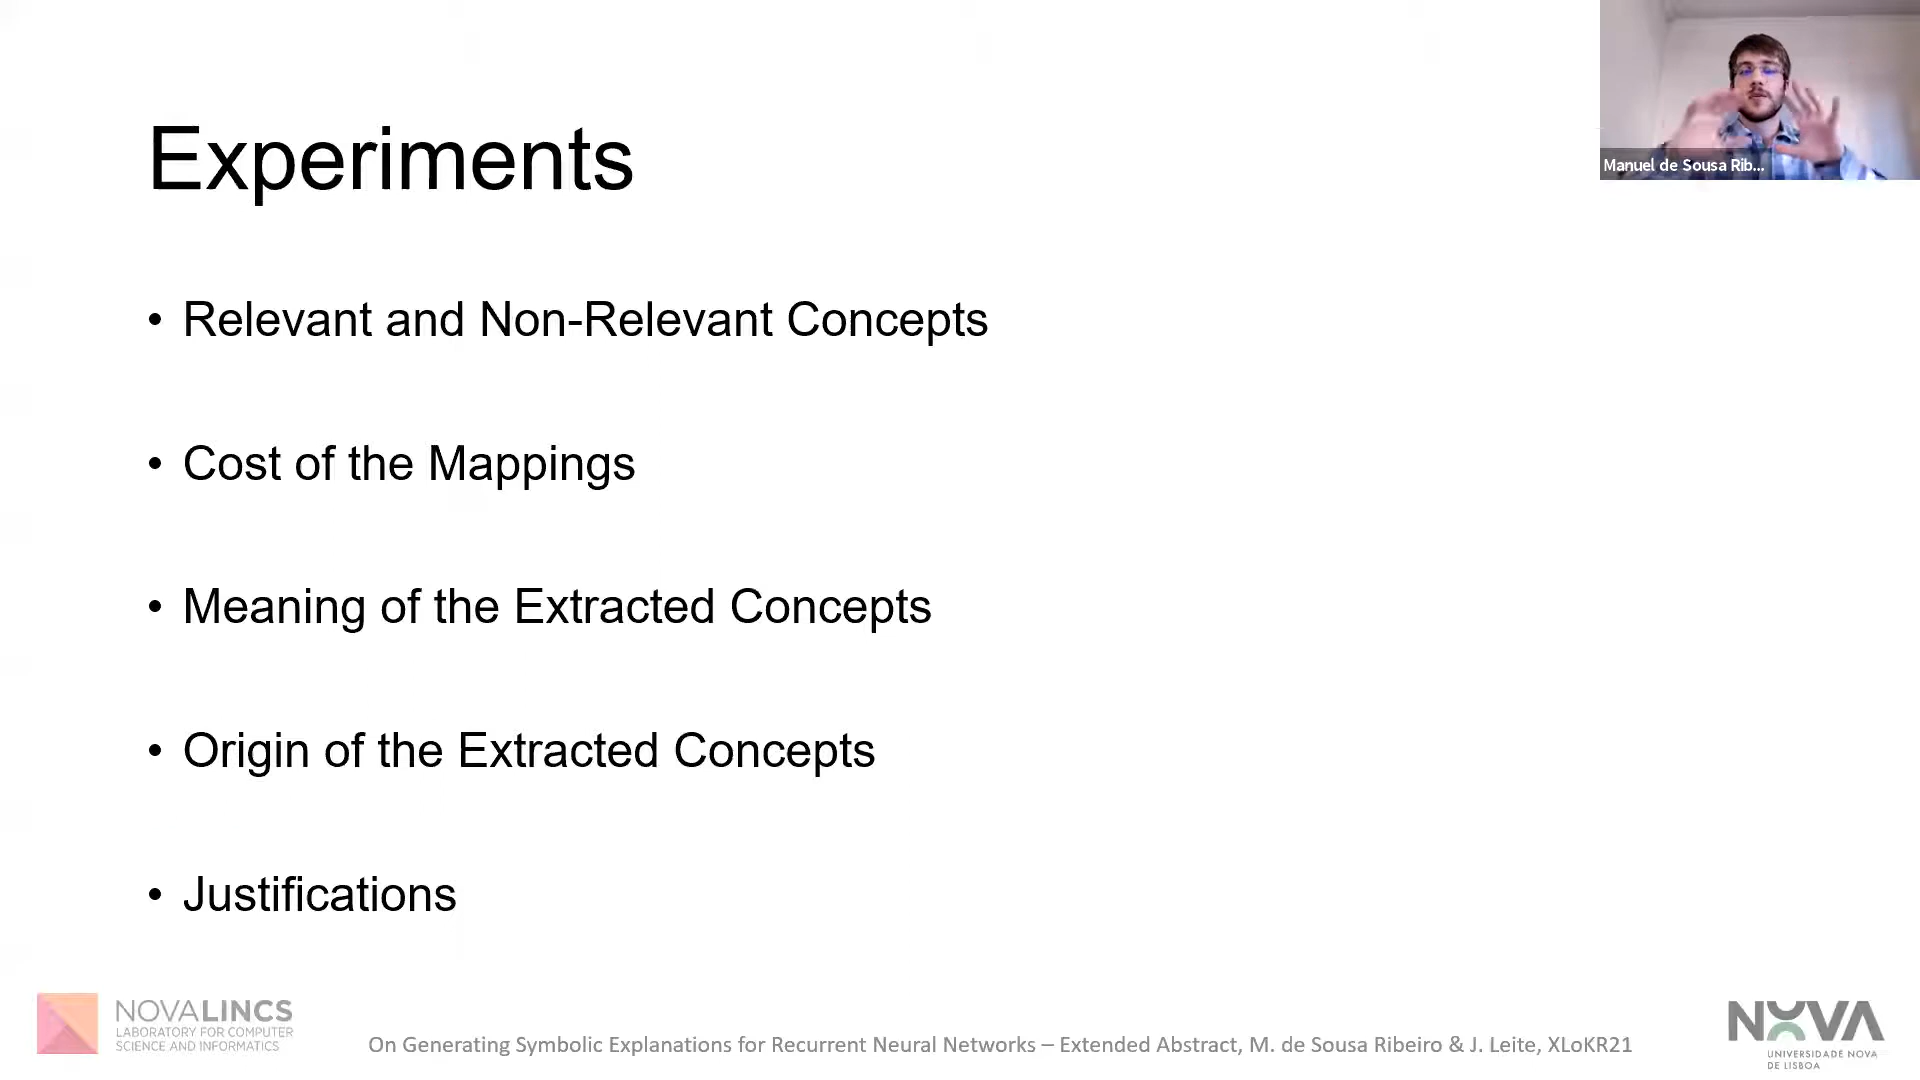 Experiments
Manuel de Sousa Rib...
• Relevant and Non-Relevant Concepts
• Cost of the Mappings
• Meaning of the Extracted Concepts
• Origin of the Extracted Concepts
• Justifications
NOVALINCS
LABORATORY FOR COMPUTER
SCIENCE AND INFORMATICS
On Generating Symbolic Explanations for Recurrent Neural Networks – Extended Abstract, M. de Sousa Ribeiro & J. Leite, XLoKR21
NOVA
UNIVERSIDADE NOVA
DE LISBOA